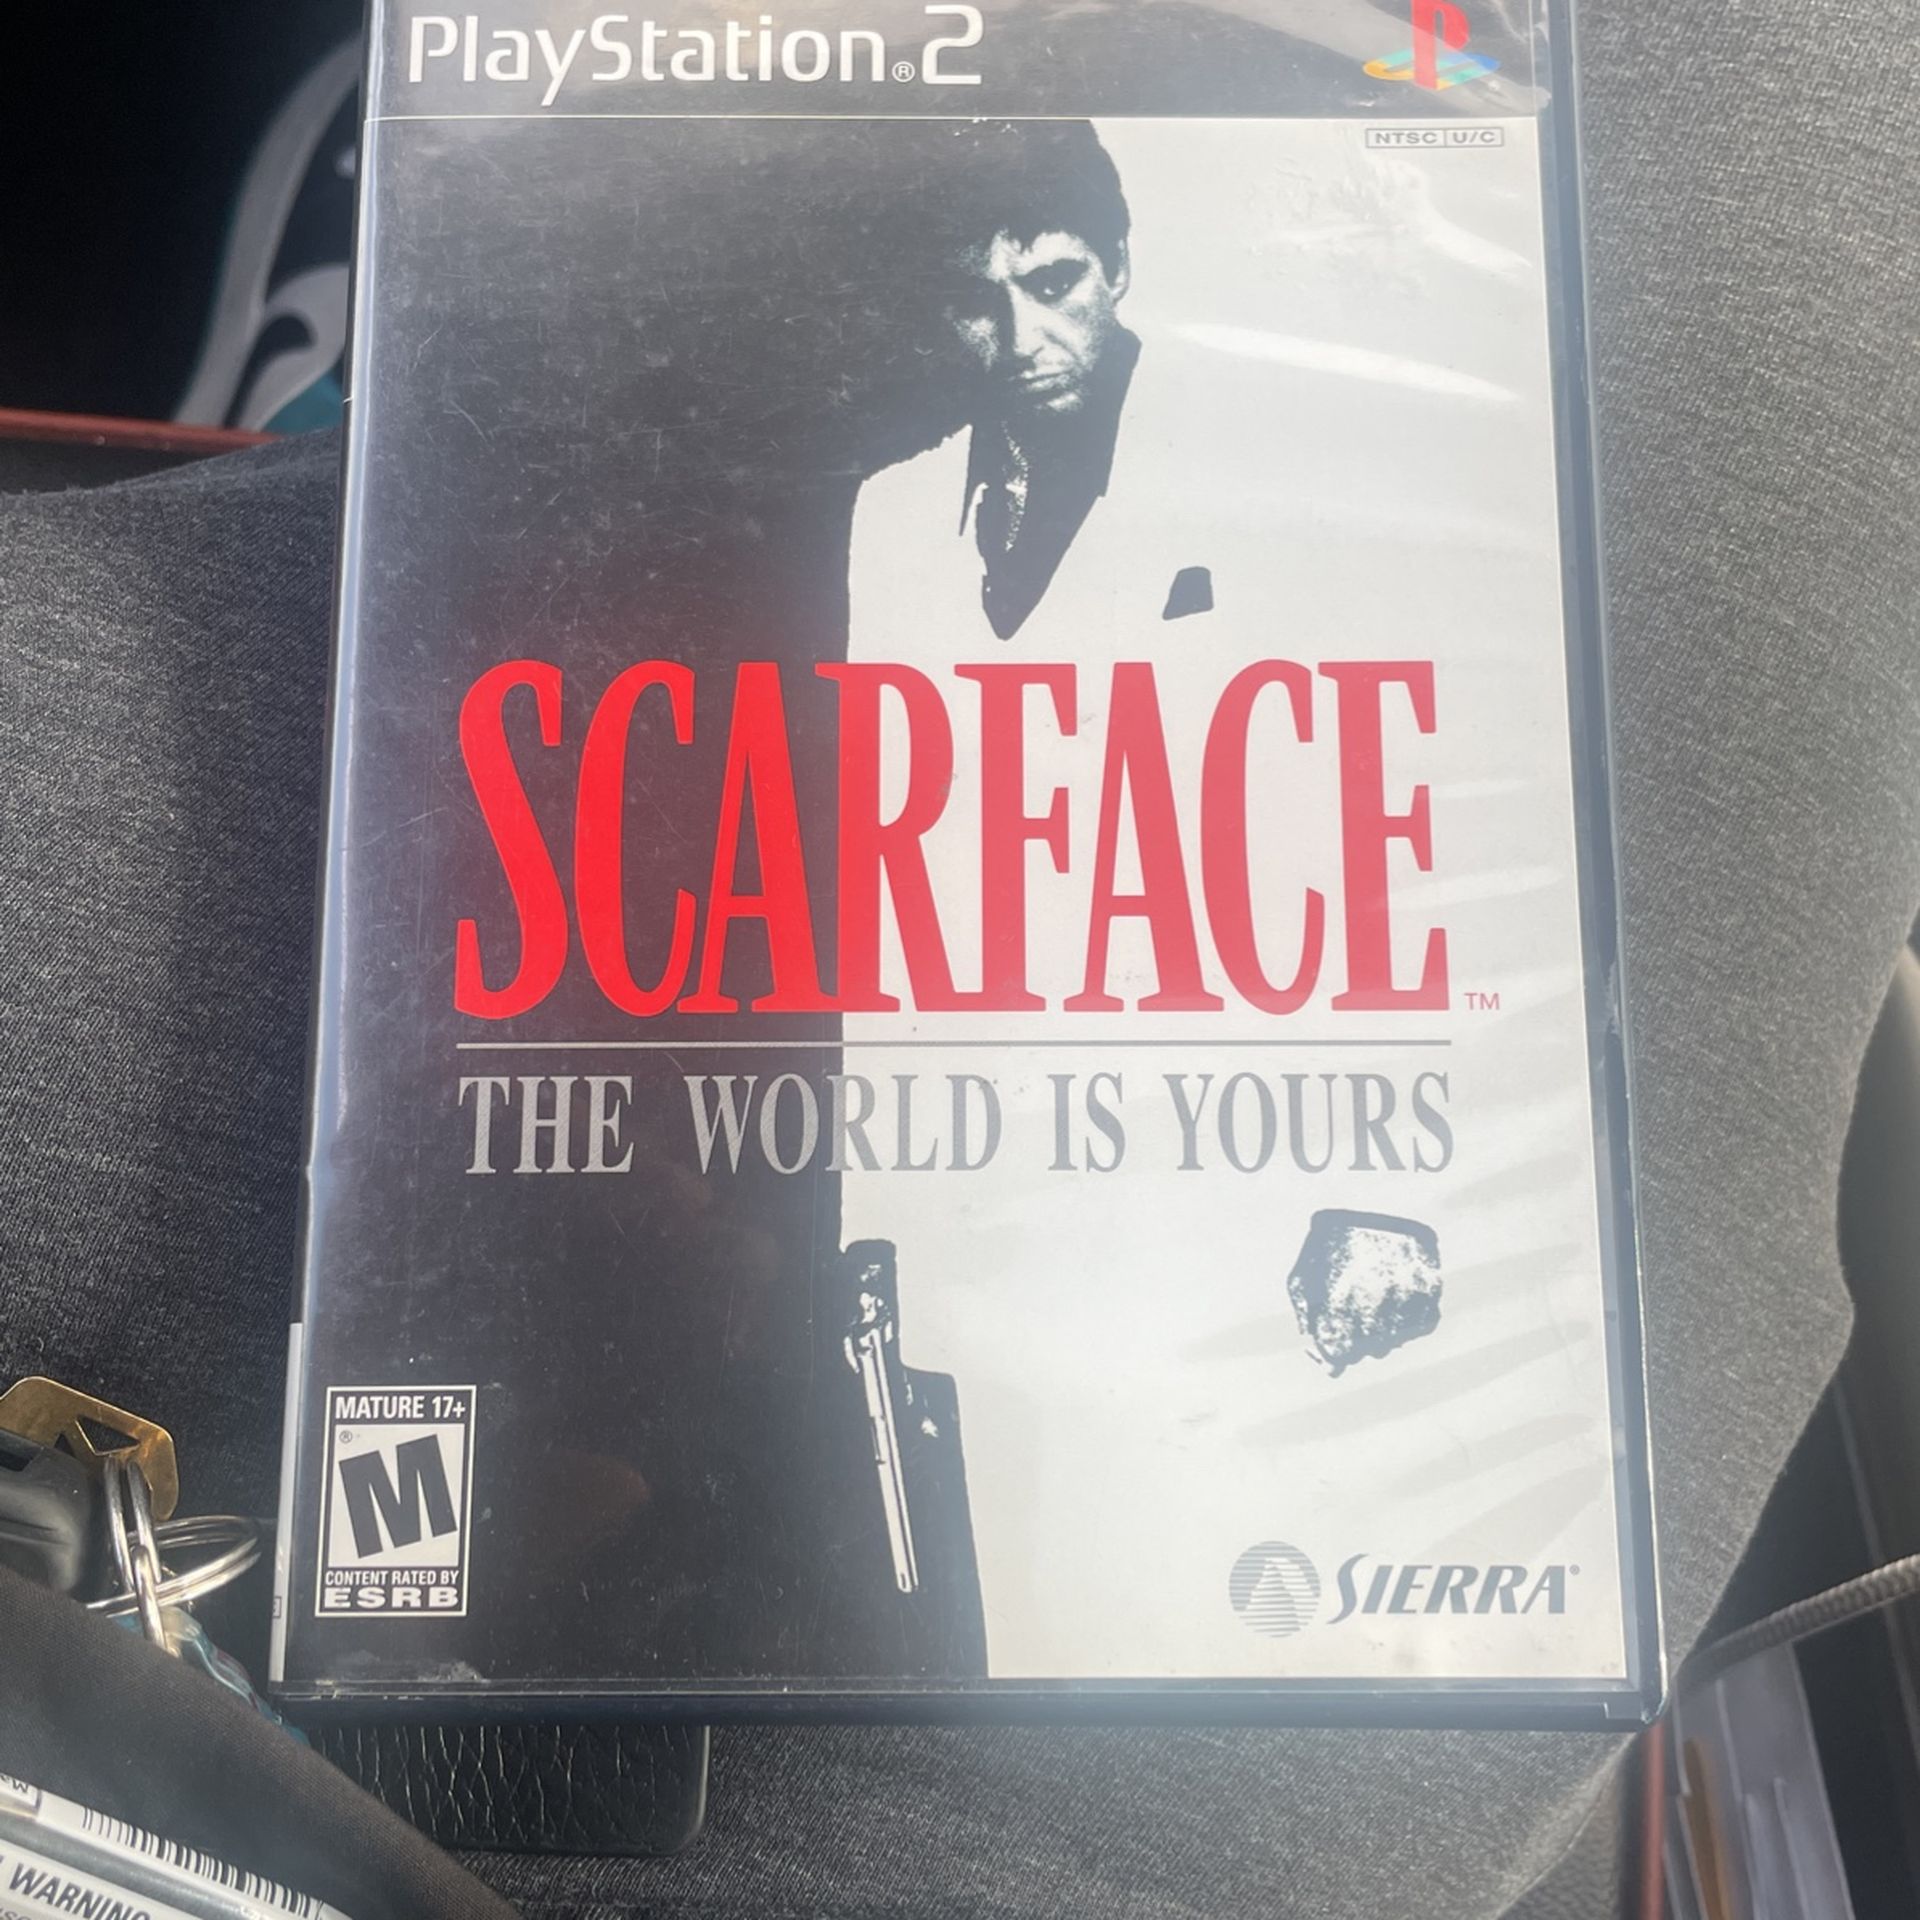 PlayStation®2
NTSC U/C
SCARFACE™
THE WORLD IS YOURS
MATURE 17+
M®
CONTENT RATED BY
ESRB
SIERRA®
WARNING